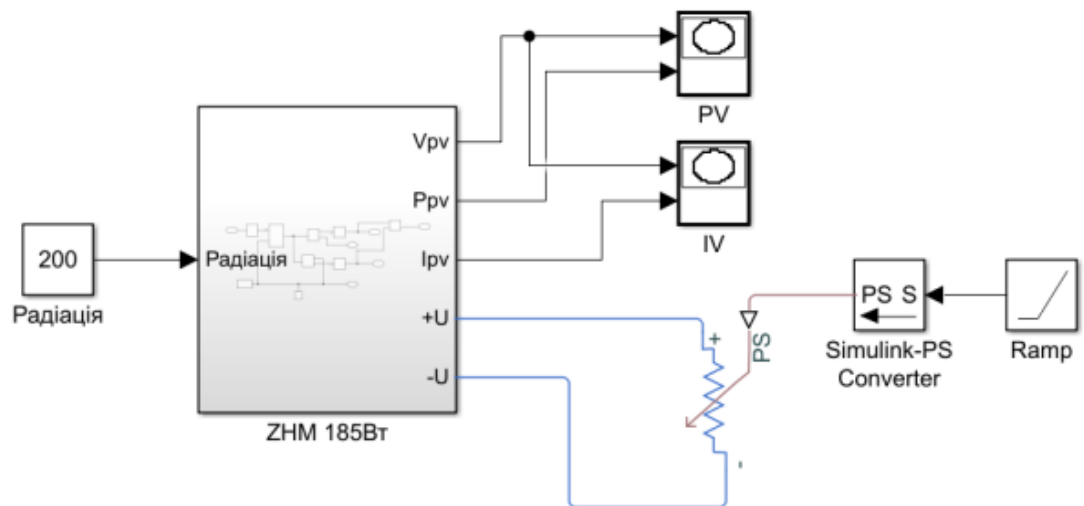 PV
Vpv
Ppv
IV
200
Радіація
Ipv
Радіація
PS S
+U
+
PS
Simulink-PS
Converter
Ramp
-U
ZHM 185Вт
-